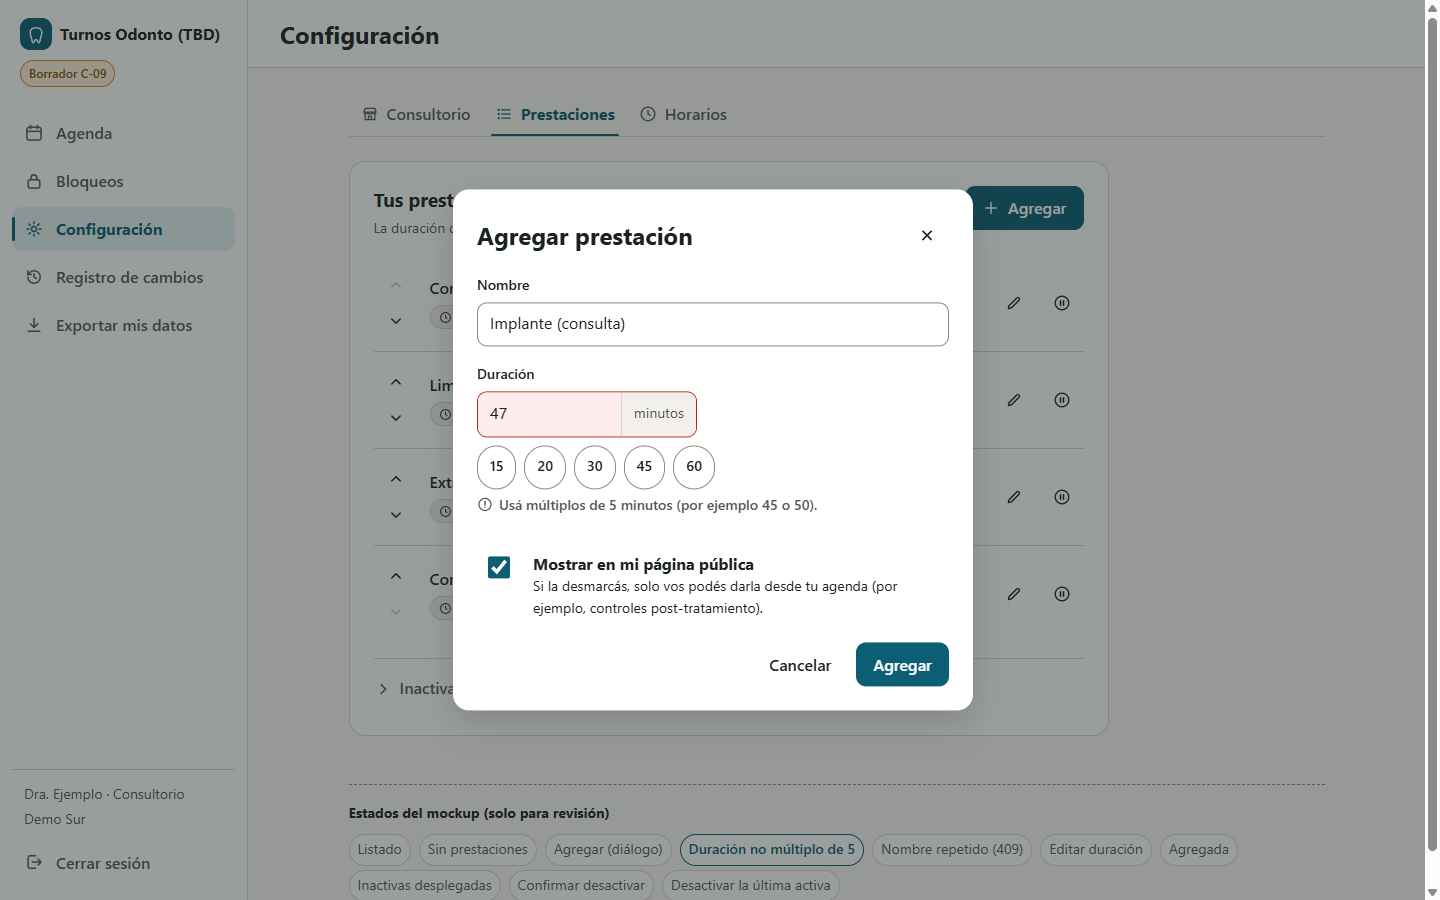 Turnos Odonto (TBD)
Borrador C-09
Agenda
Bloqueos
Configuración
Registro de cambios
Exportar mis datos
Dra. Ejemplo · Consultorio
Demo Sur
Cerrar sesión
Configuración
Consultorio
Prestaciones
Horarios
Tus prest
La duración
Agregar
Agregar prestación
Nombre
Implante (consulta)
Duración
47 minutos
15 20 30 45 60
Usá múltiplos de 5 minutos (por ejemplo 45 o 50).
Mostrar en mi página pública
Si la desmarcás, solo vos podés darla desde tu agenda (por
ejemplo, controles post-tratamiento).
Cancelar
Agregar
Lim
Ext
Inactiva
Estados del mockup (solo para revisión)
Listado
Sin prestaciones
Agregar (diálogo)
Duración no múltiplo de 5
Nombre repetido (409)
Editar duración
Agregada
Inactivas desplegadas
Confirmar desactivar
Desactivar la última activa